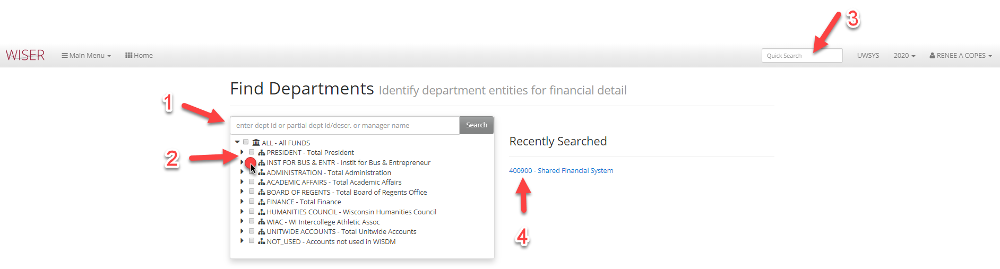 3
WISER Main Menu Home Quick Search UWSYS 2020 RENEE A COPES
Find Departments Identify department entities for financial detail
1
enter dept id or partial dept id/descr. or manager name Search
ALL - All FUNDS
2
PRESIDENT - Total President
INST FOR BUS & ENTR - Instit for Bus & Entrepreneur
ADMINISTRATION - Total Administration
ACADEMIC AFFAIRS - Total Academic Affairs
BOARD OF REGENTS - Total Board of Regents Office
FINANCE - Total Finance
HUMANITIES COUNCIL - Wisconsin Humanities Council
WIAC - WI Intercollege Athletic Assoc
UNITWIDE ACCOUNTS - Total Unitwide Accounts
NOT_USED - Accounts not used in WISDM
Recently Searched
400900 - Shared Financial System
4